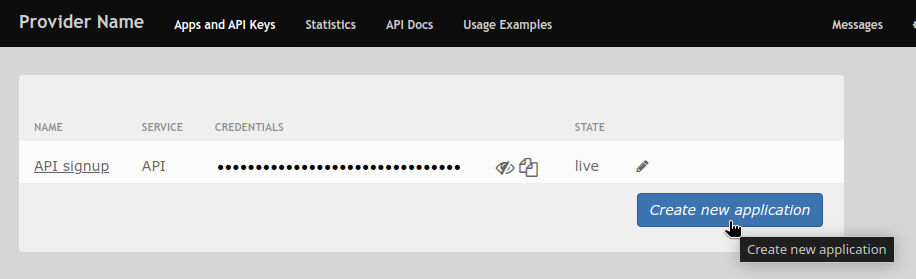 Provider Name Apps and API Keys Statistics API Docs Usage Examples Messages
NAME SERVICE CREDENTIALS STATE
API signup API •••••••••••••••••••••••••••••••• live
Create new application
Create new application